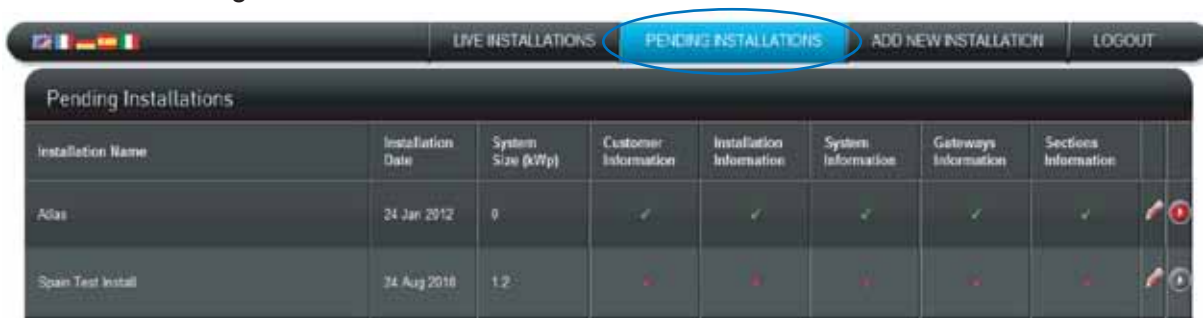 LIVE INSTALLATIONS PENDING INSTALLATIONS ADD NEW INSTALLATION LOGOUT
Pending Installations
Installation Name Installation Date System Size (kWp) Customer Information Installation Information System Information Gateways Information Sections Information
Atlas 24 Jan 2012 0 ✓ ✓ ✓ ✓ ✓
Spain Test Install 24 Aug 2010 1.2